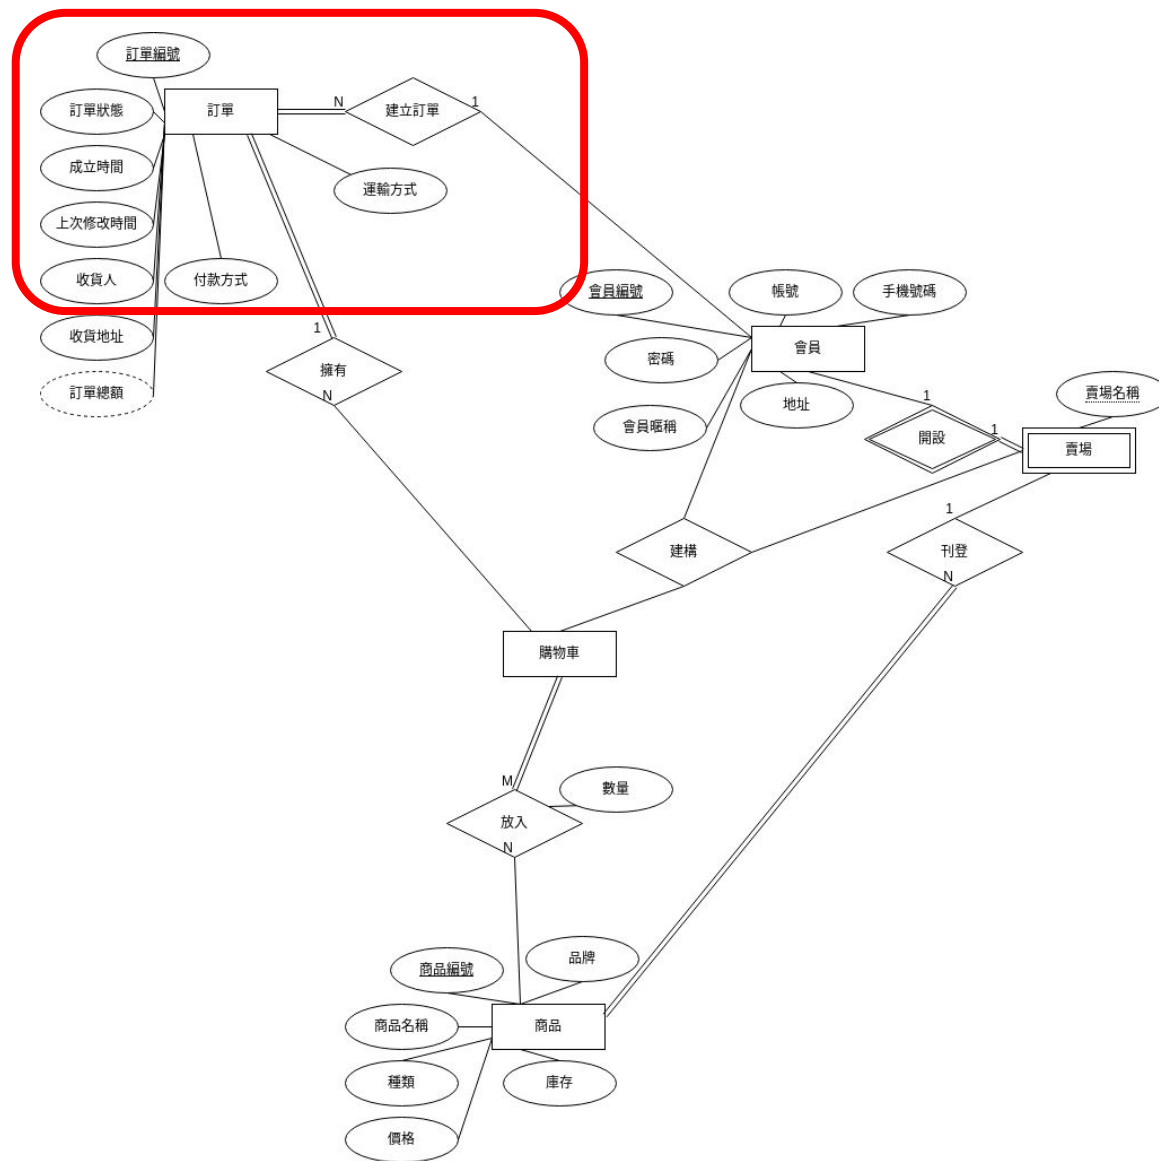 訂單編號
訂單狀態
訂單
N
建立訂單
1
成立時間
運輸方式
上次修改時間
收貨人
付款方式
收貨地址
1
擁有
N
訂單總額
會員編號
帳號
手機號碼
密碼
會員
會員暱稱
地址
1
開設
1
賣場名稱
賣場
建構
1
刊登
N
購物車
M
放入
N
數量
商品編號
品牌
商品名稱
商品
種類
庫存
價格